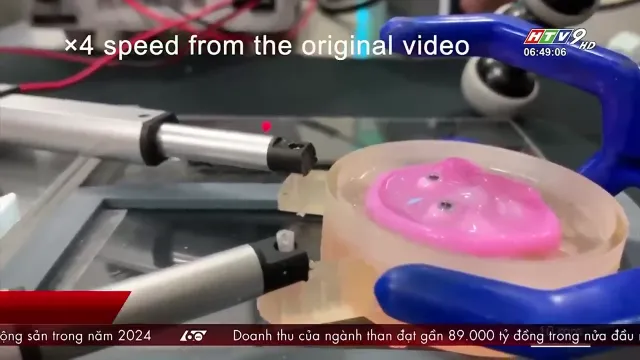 ×4 speed from the original video
HTV9 HD
06:49:06
ộng sản trong năm 2024
Doanh thu của ngành than đạt gần 89.000 tỷ đồng trong nửa đầu